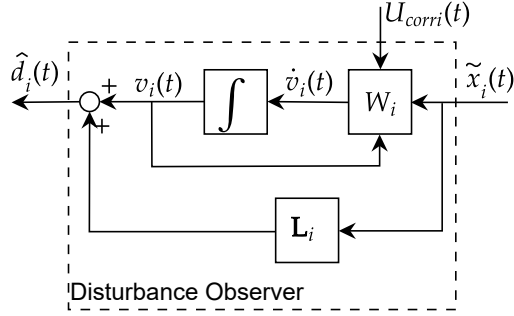 U_corri(t)
d̂_i(t)
+
v_i(t)
∫
v̇_i(t)
W_i
x̃_i(t)
+
L_i
Disturbance Observer